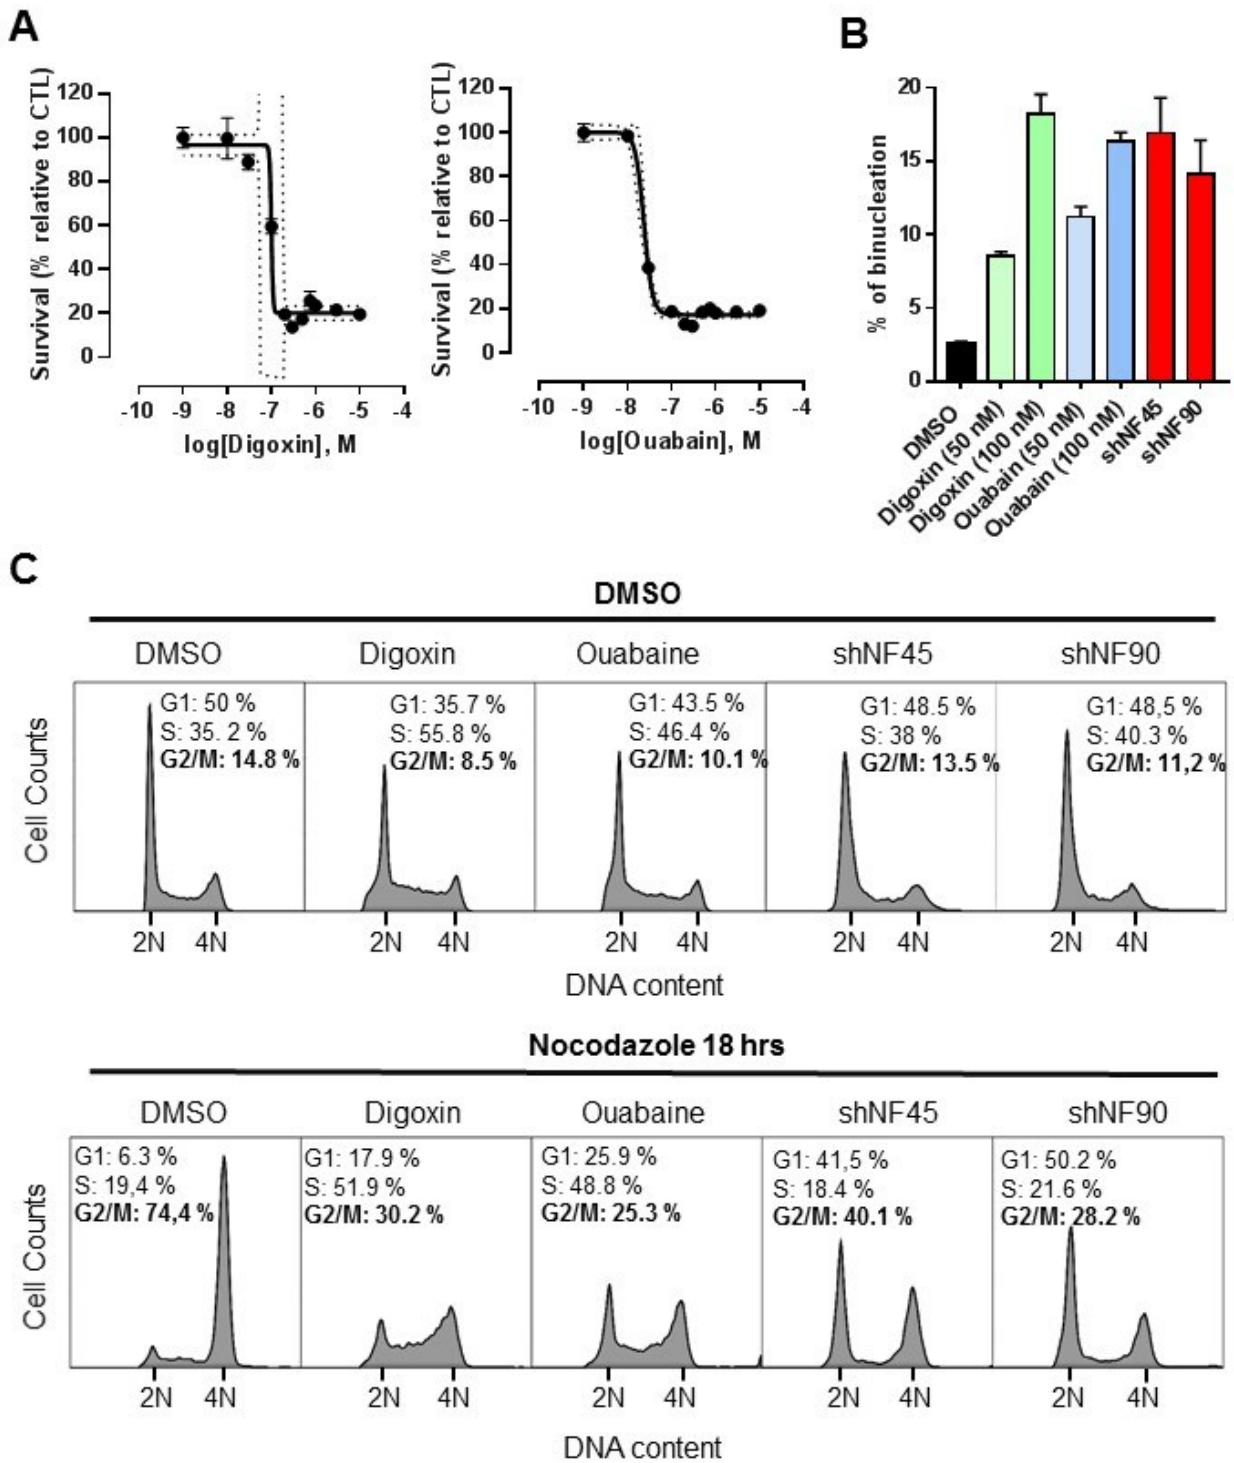 A
B
Survival (% relative to CTL)
120
100
80
60
40
20
0
-10 -9 -8 -7 -6 -5 -4
log[Digoxin], M
Survival (% relative to CTL)
120
100
80
60
40
20
0
-10 -9 -8 -7 -6 -5 -4
log[Ouabain], M
% of binucleation
20
15
10
5
0
DMSO
Digoxin (50 nM)
Digoxin (100 nM)
Ouabain (50 nM)
Ouabain (100 nM)
shNF45
shNF90
C
DMSO
DMSO Digoxin Ouabaine shNF45 shNF90
Cell Counts
G1: 50 %
S: 35. 2 %
G2/M: 14.8 %
G1: 35.7 %
S: 55.8 %
G2/M: 8.5 %
G1: 43.5 %
S: 46.4 %
G2/M: 10.1 %
G1: 48.5 %
S: 38 %
G2/M: 13.5 %
G1: 48,5 %
S: 40.3 %
G2/M: 11,2 %
2N 4N 2N 4N 2N 4N 2N 4N 2N 4N
DNA content
Nocodazole 18 hrs
DMSO Digoxin Ouabaine shNF45 shNF90
Cell Counts
G1: 6.3 %
S: 19,4 %
G2/M: 74,4 %
G1: 17.9 %
S: 51.9 %
G2/M: 30.2 %
G1: 25.9 %
S: 48.8 %
G2/M: 25.3 %
G1: 41,5 %
S: 18.4 %
G2/M: 40.1 %
G1: 50.2 %
S: 21.6 %
G2/M: 28.2 %
2N 4N 2N 4N 2N 4N 2N 4N 2N 4N
DNA content